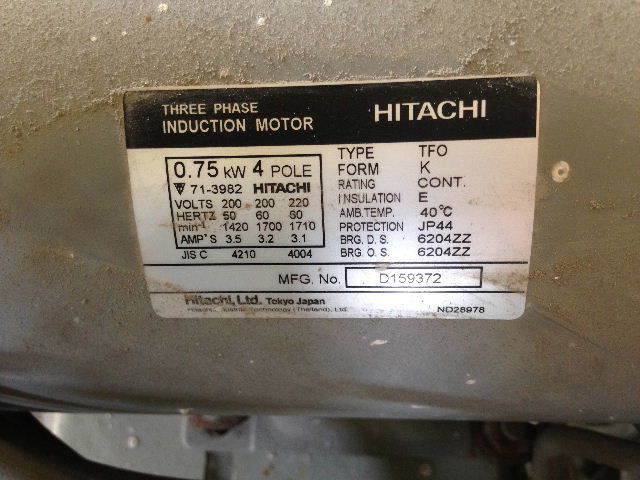 THREE PHASE
INDUCTION MOTOR
HITACHI
0.75 kW 4 POLE
71-3982 HITACHI
VOLTS 200 200 220
HERTZ 50 60 60
min-1 1420 1700 1710
AMP'S 3.5 3.2 3.1
JIS C 4210 4004
TYPE TFO
FORM K
RATING CONT.
INSULATION E
AMB.TEMP. 40°C
PROTECTION JP44
BRG. D. S. 6204ZZ
BRG. O. S. 6204ZZ
MFG. No. D159372
Hitachi, Ltd. Tokyo Japan
Technology (Thailand), Ltd.
ND28978